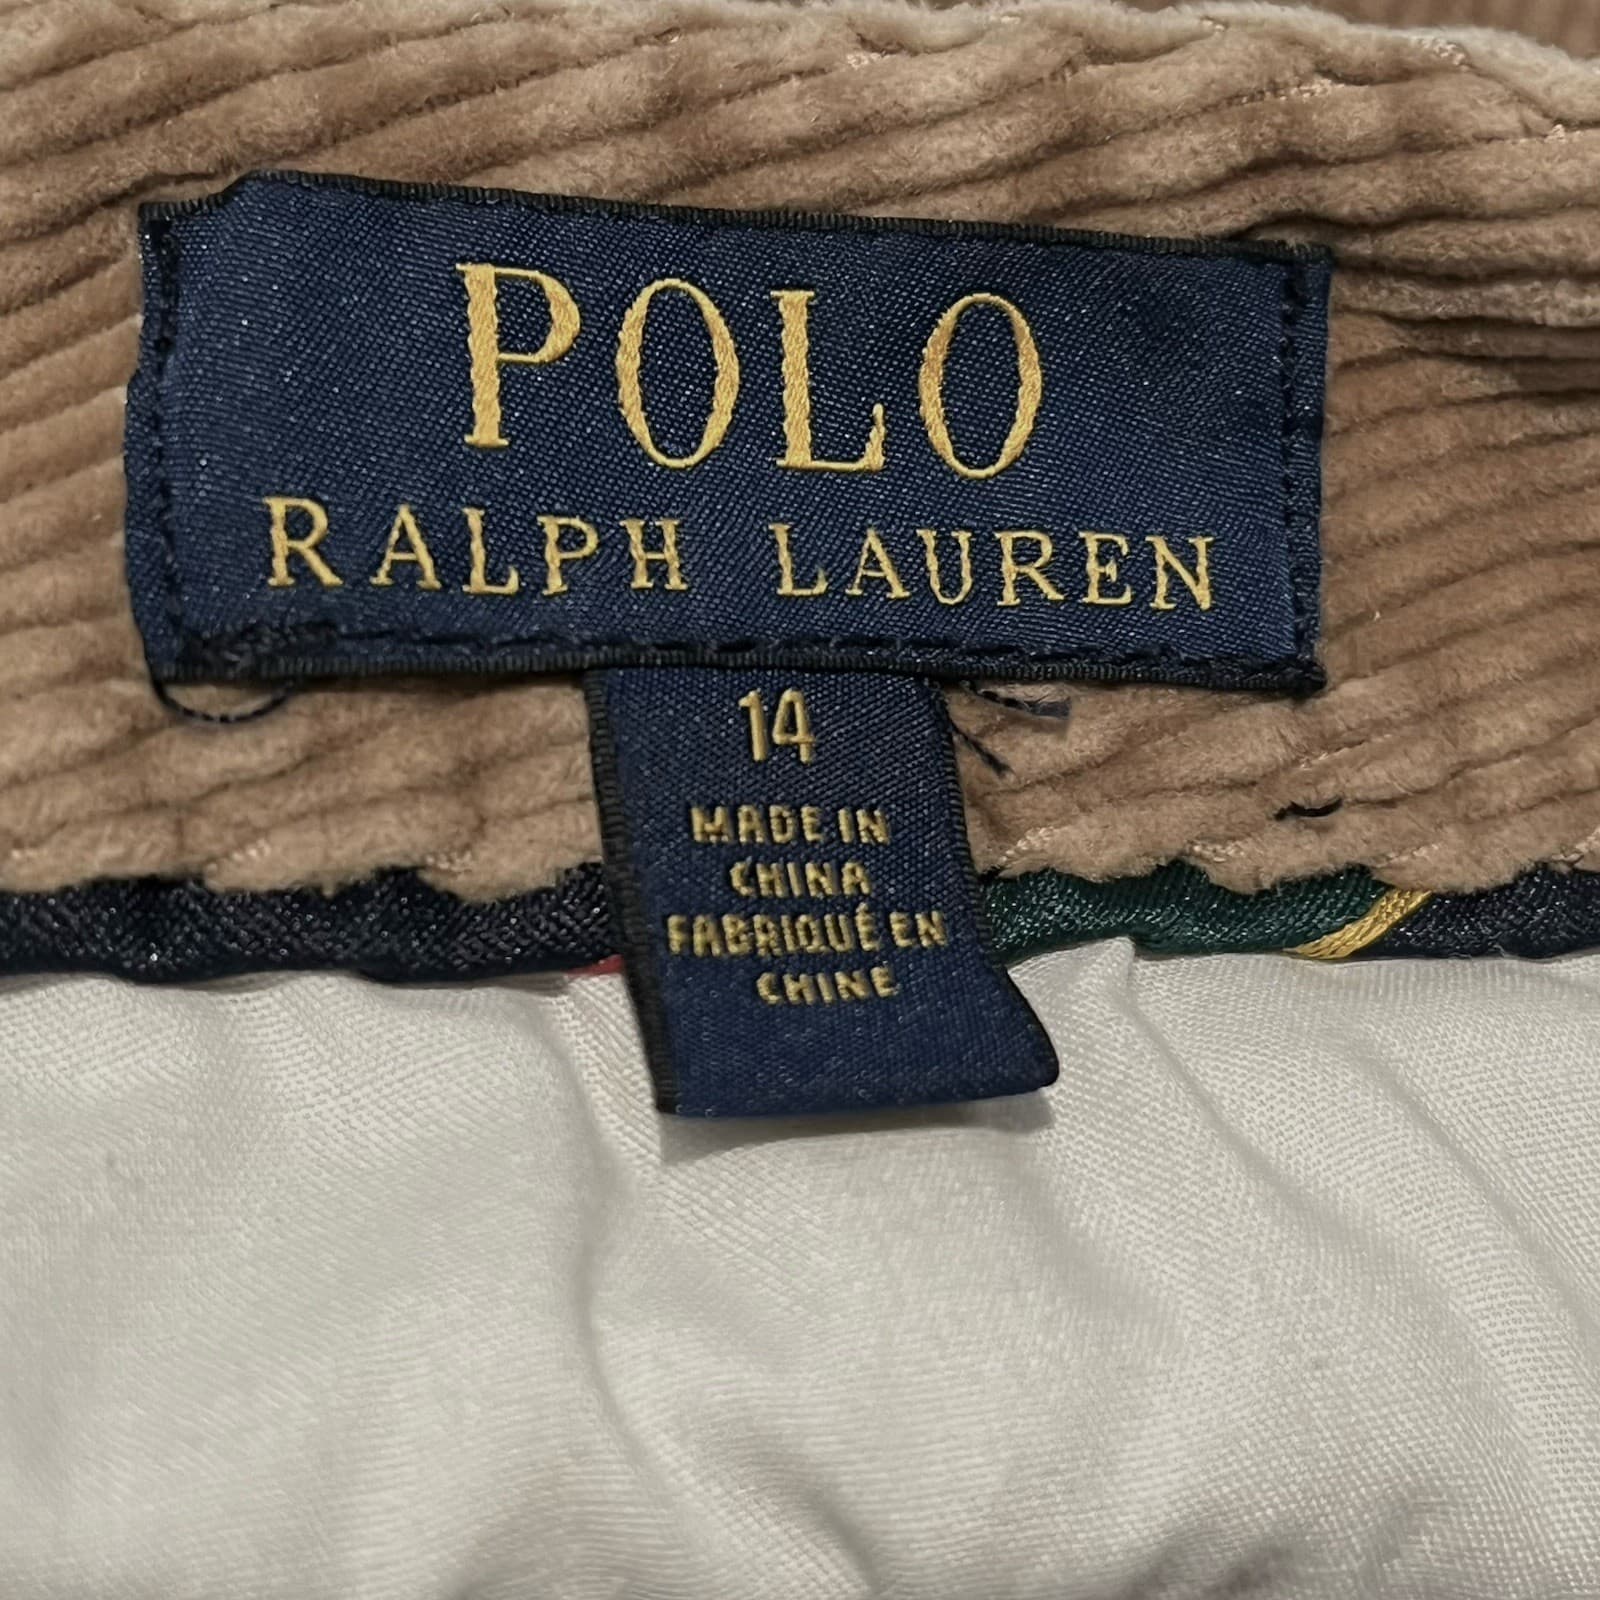 POLO
RALPH LAUREN
14
MADE IN
CHINA
FABRIQUÉ EN
CHINE